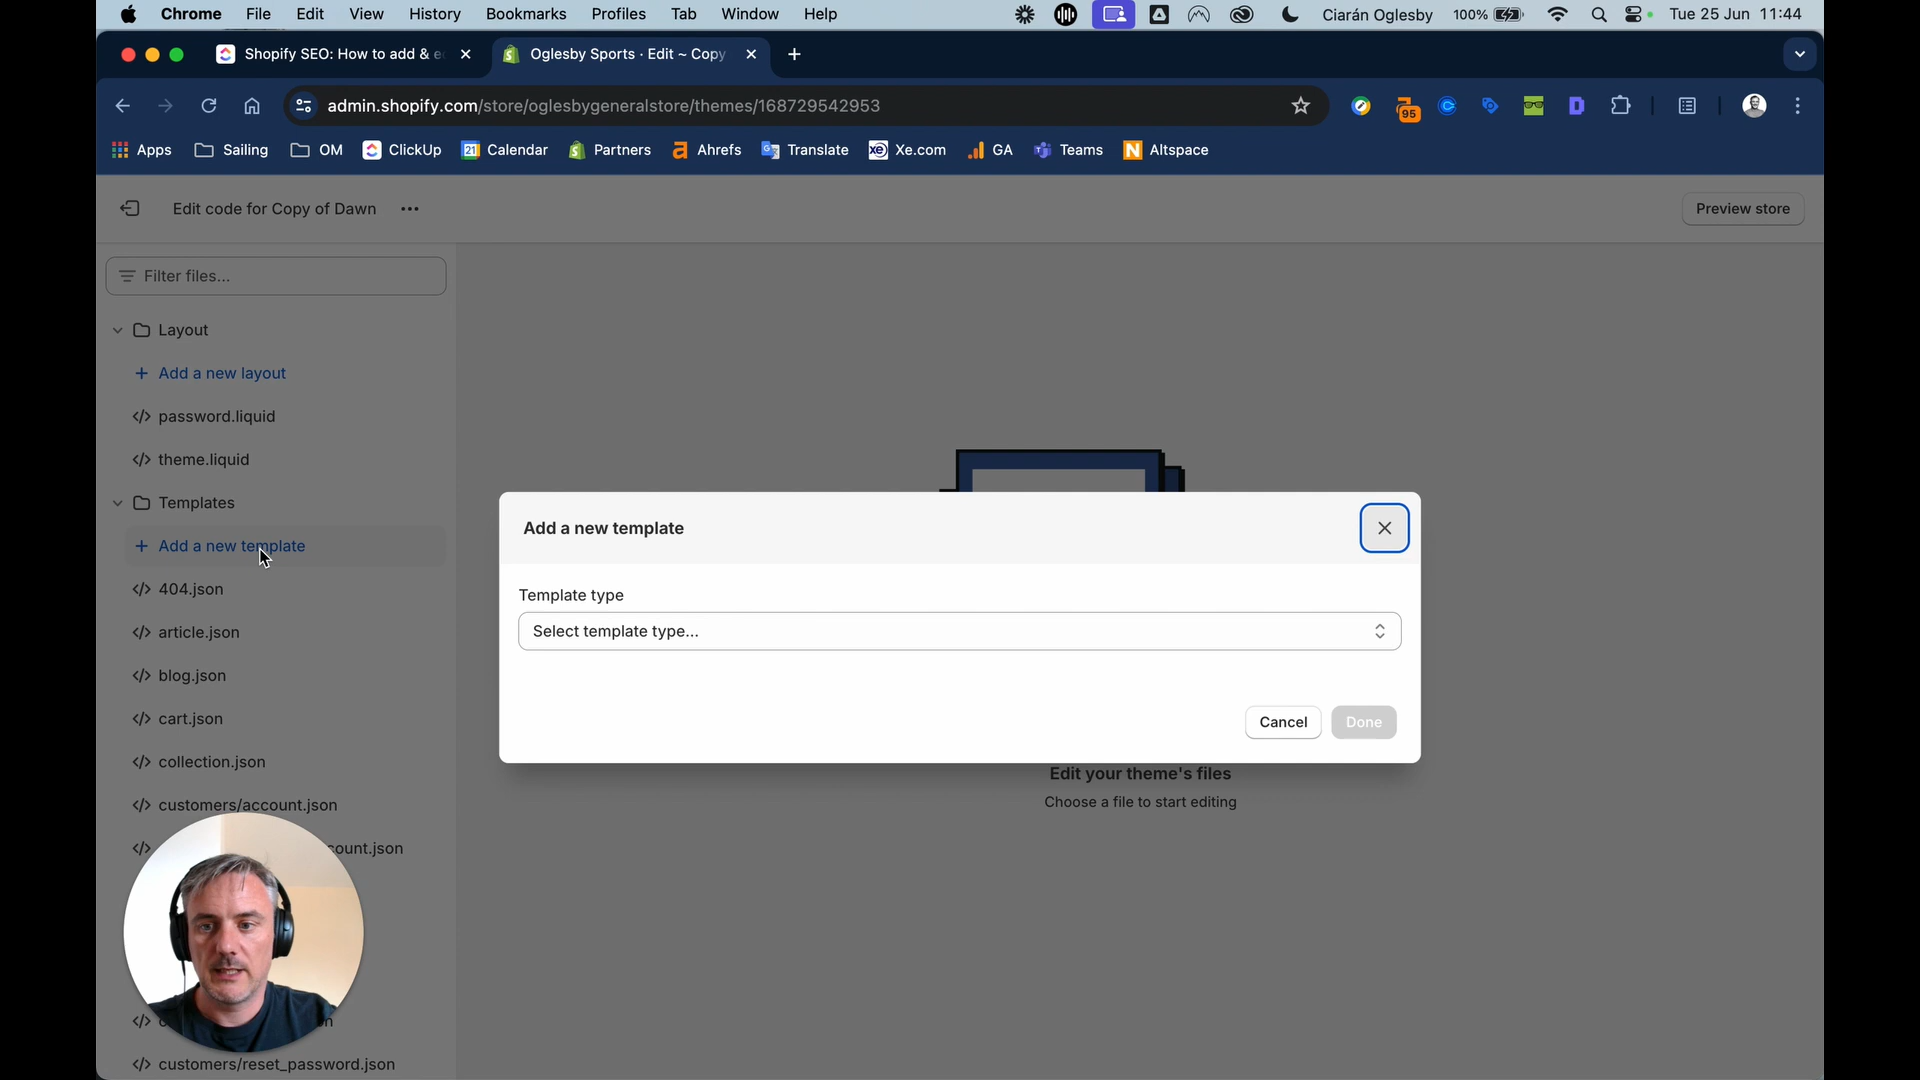 Chrome File Edit View History Bookmarks Profiles Tab Window Help Ciarán Oglesby 100% Tue 25 Jun 11:44
Shopify SEO: How to add & e Oglesby Sports · Edit ~ Copy
admin.shopify.com/store/oglesbygeneralstore/themes/168729542953 95
Apps Sailing OM ClickUp 21 Calendar Partners Ahrefs Translate Xe.com GA Teams Altspace
Edit code for Copy of Dawn Preview store
Filter files...
Layout
Add a new layout
password.liquid
theme.liquid
Templates
Add a new template
404.json
article.json
blog.json
cart.json
collection.json
customers/account.json
count.json
customers/reset_password.json
Add a new template
Template type
Select template type...
Cancel Done
Edit your theme's files
Choose a file to start editing